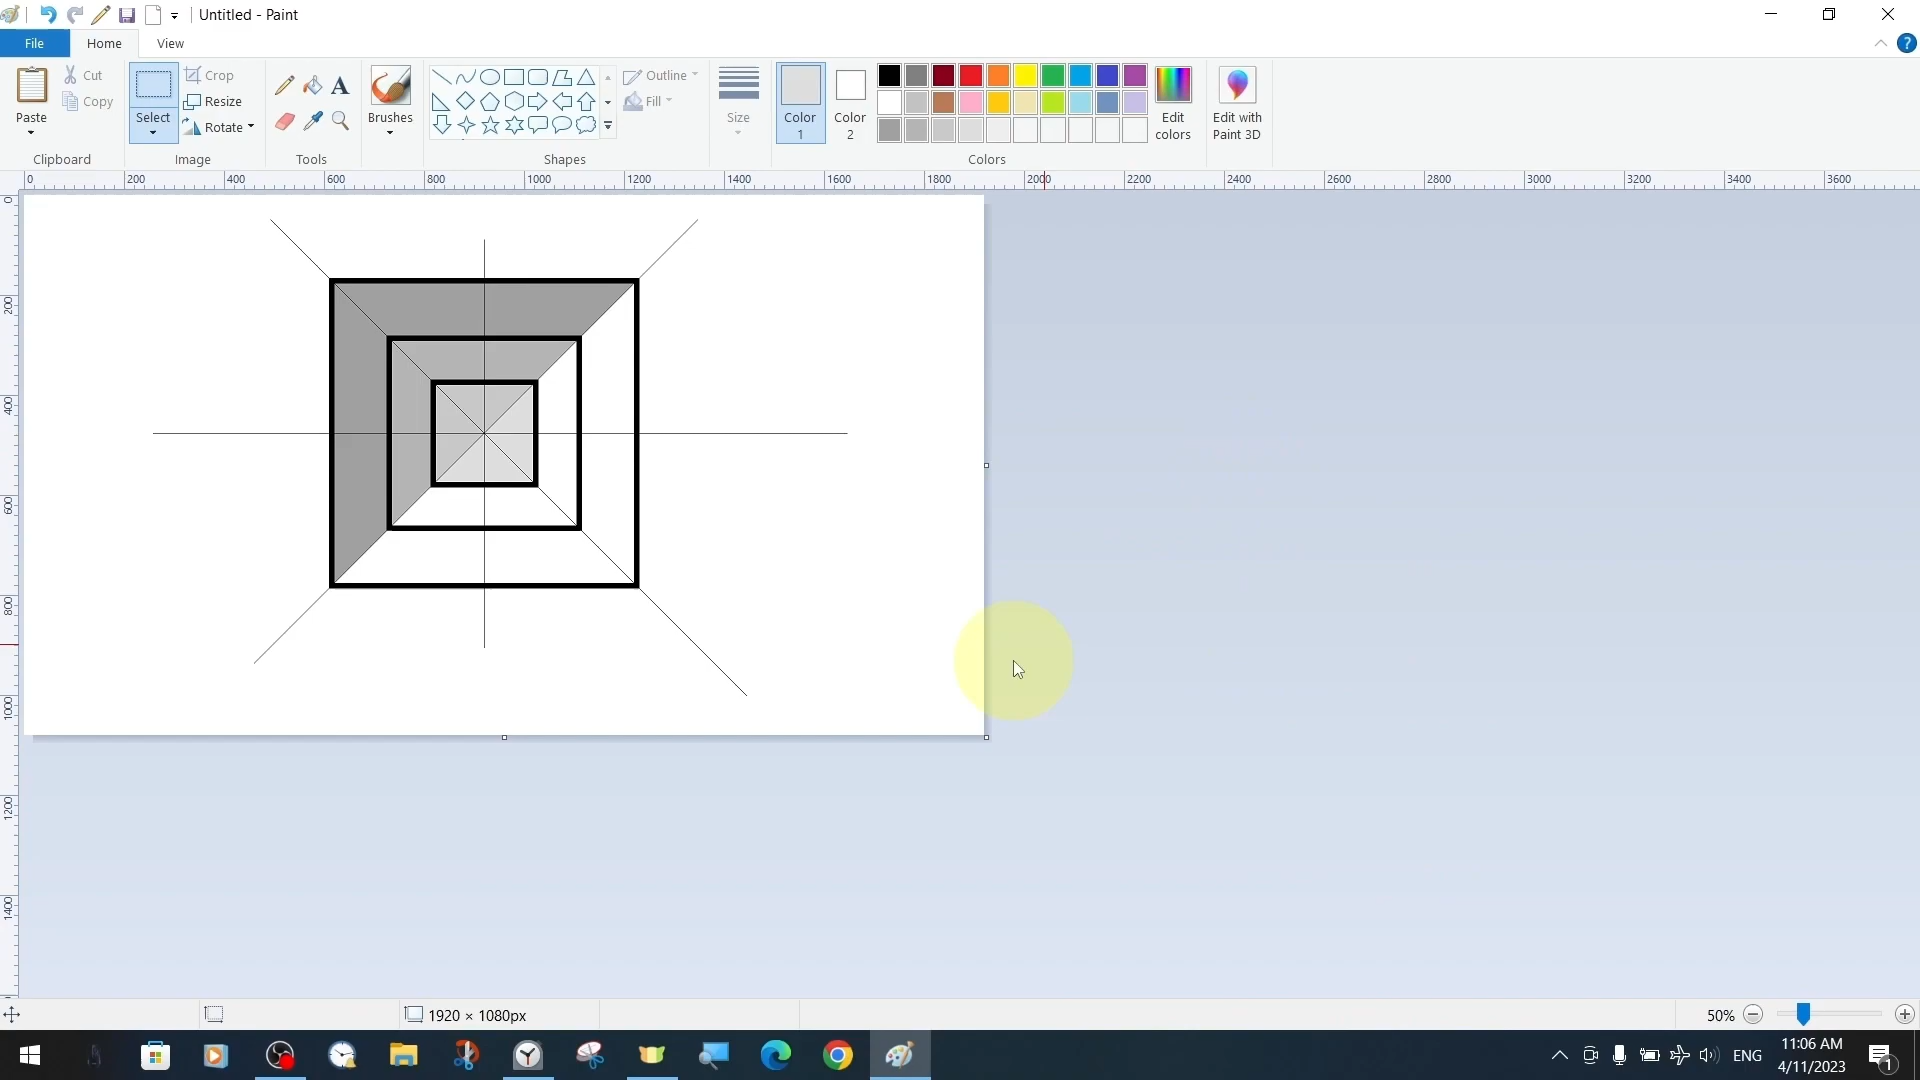 Untitled - Paint
File Home View
Paste Cut Copy
Clipboard
Select Crop Resize Rotate
Image
Tools
Brushes
Outline Fill
Shapes
Size
Color 1 Color 2
Edit colors
Colors
Edit with Paint 3D
0 200 400 600 800 1000 1200 1400 1600 1800 2000 2200 2400 2600 2800 3000 3200 3400 3600
0
200
400
600
800
1000
1200
1400
1920 × 1080px 50%
ENG 11:06 AM
4/11/2023
1